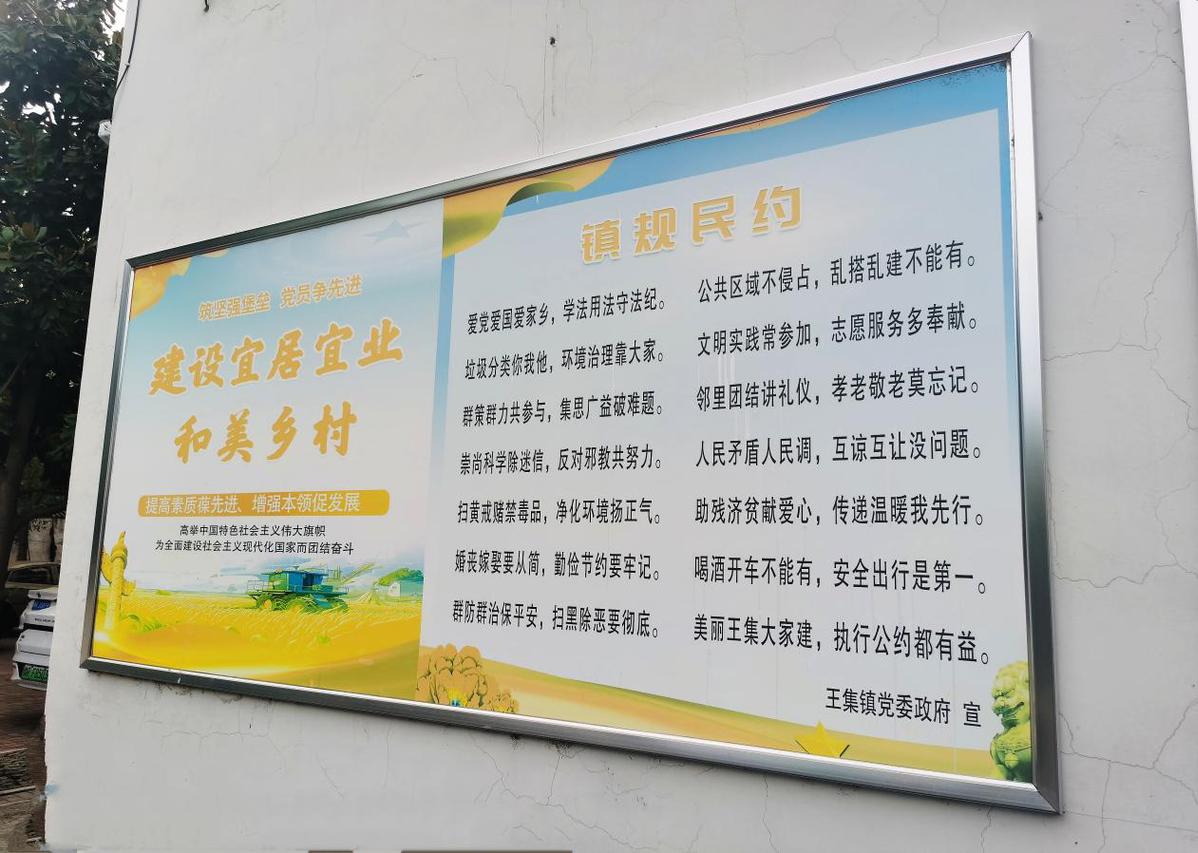 筑坚强堡垒 党员争先进
建设宜居宜业
和美乡村
提高素质葆先进、增强本领促发展
高举中国特色社会主义伟大旗帜
为全面建设社会主义现代化国家而团结奋斗
镇规民约
爱党爱国爱家乡，学法用法守法纪。
垃圾分类你我他，环境治理靠大家。
群策群力共参与，集思广益破难题。
崇尚科学除迷信，反对邪教共努力。
扫黄戒赌禁毒品，净化环境扬正气。
婚丧嫁娶要从简，勤俭节约要牢记。
群防群治保平安，扫黑除恶要彻底。
公共区域不侵占，乱搭乱建不能有。
文明实践常参加，志愿服务多奉献。
邻里团结讲礼仪，孝老敬老莫忘记。
人民矛盾人民调，互谅互让没问题。
助残济贫献爱心，传递温暖我先行。
喝酒开车不能有，安全出行是第一。
美丽王集大家建，执行公约都有益。
王集镇党委政府 宣